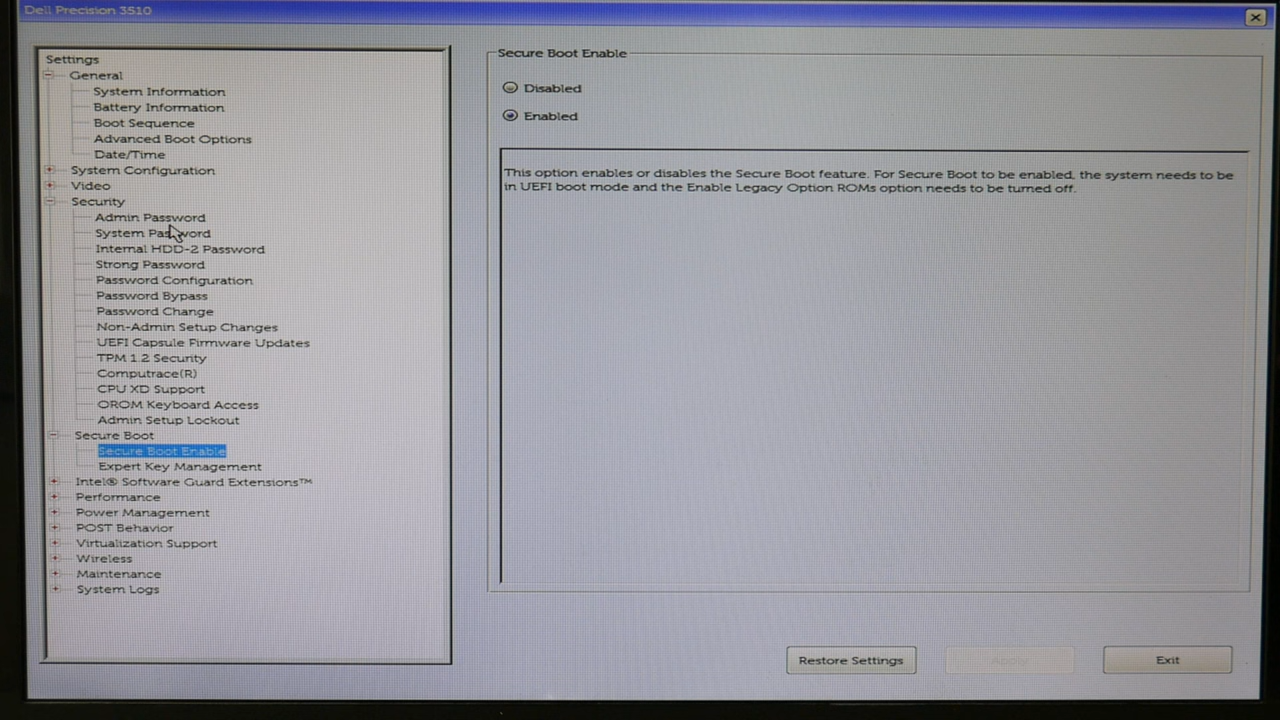 Dell Precision 3510
Settings
General
System Information
Battery Information
Boot Sequence
Advanced Boot Options
Date/Time
System Configuration
Video
Security
Admin Password
System Password
Internal HDD-2 Password
Strong Password
Password Configuration
Password Bypass
Password Change
Non-Admin Setup Changes
UEFI Capsule Firmware Updates
TPM 1.2 Security
Computrace(R)
CPU XD Support
OROM Keyboard Access
Admin Setup Lockout
Secure Boot
Secure Boot Enable
Expert Key Management
Intel® Software Guard Extensions™
Performance
Power Management
POST Behavior
Virtualization Support
Wireless
Maintenance
System Logs
Secure Boot Enable
Disabled
Enabled
This option enables or disables the Secure Boot feature. For Secure Boot to be enabled, the system needs to be
in UEFI boot mode and the Enable Legacy Option ROMs option needs to be turned off.
Restore Settings
Apply
Exit